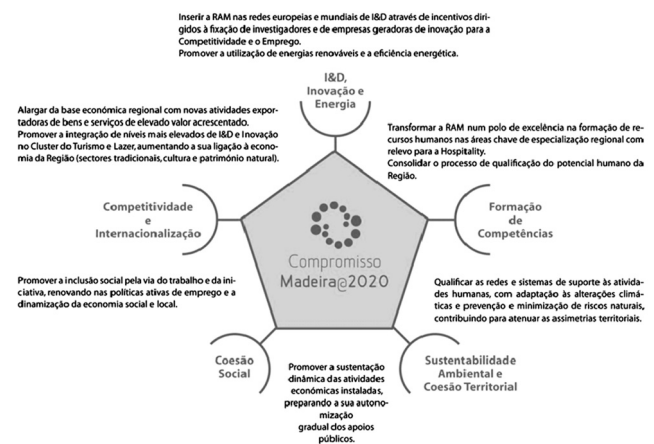 Inserir a RAM nas redes europeias e mundiais de I&D através de incentivos diri-
gidos à fixação de investigadores e de empresas geradoras de inovação para a
Competitividade e o Emprego.
Promover a utilização de energias renováveis e a eficiência energética.
I&D,
Inovação e
Energia
Alargar da base económica regional com novas atividades expor-
tadoras de bens e serviços de elevado valor acrescentado.
Promover a integração de níveis mais elevados de I&D e Inovação
no Cluster do Turismo e Lazer, aumentando a sua ligação à econo-
mia da Região (sectores tradicionais, cultura e património natural).
Transformar a RAM num polo de excelência na formação de re-
cursos humanos nas áreas chave de especialização regional com
relevo para a Hospitality.
Consolidar o processo de qualificação do potencial humano da
Região.
Competitividade
e
Internacionalização
Formação
de
Competências
Compromisso
Madeira@2020
Promover a inclusão social pela via do trabalho e da ini-
ciativa, renovando nas políticas ativas de emprego e a
dinamização da economia social e local.
Qualificar as redes e sistemas de suporte às ativida-
des humanas, com adaptação às alterações climá-
ticas e prevenção e minimização de riscos naturais,
contribuindo para atenuar as assimetrias territoriais.
Coesão
Social
Promover a sustentação
dinâmica das atividades
económicas instaladas,
preparando a sua autono-
mização
gradual dos apoios
públicos.
Sustentabilidade
Ambiental e
Coesão Territorial